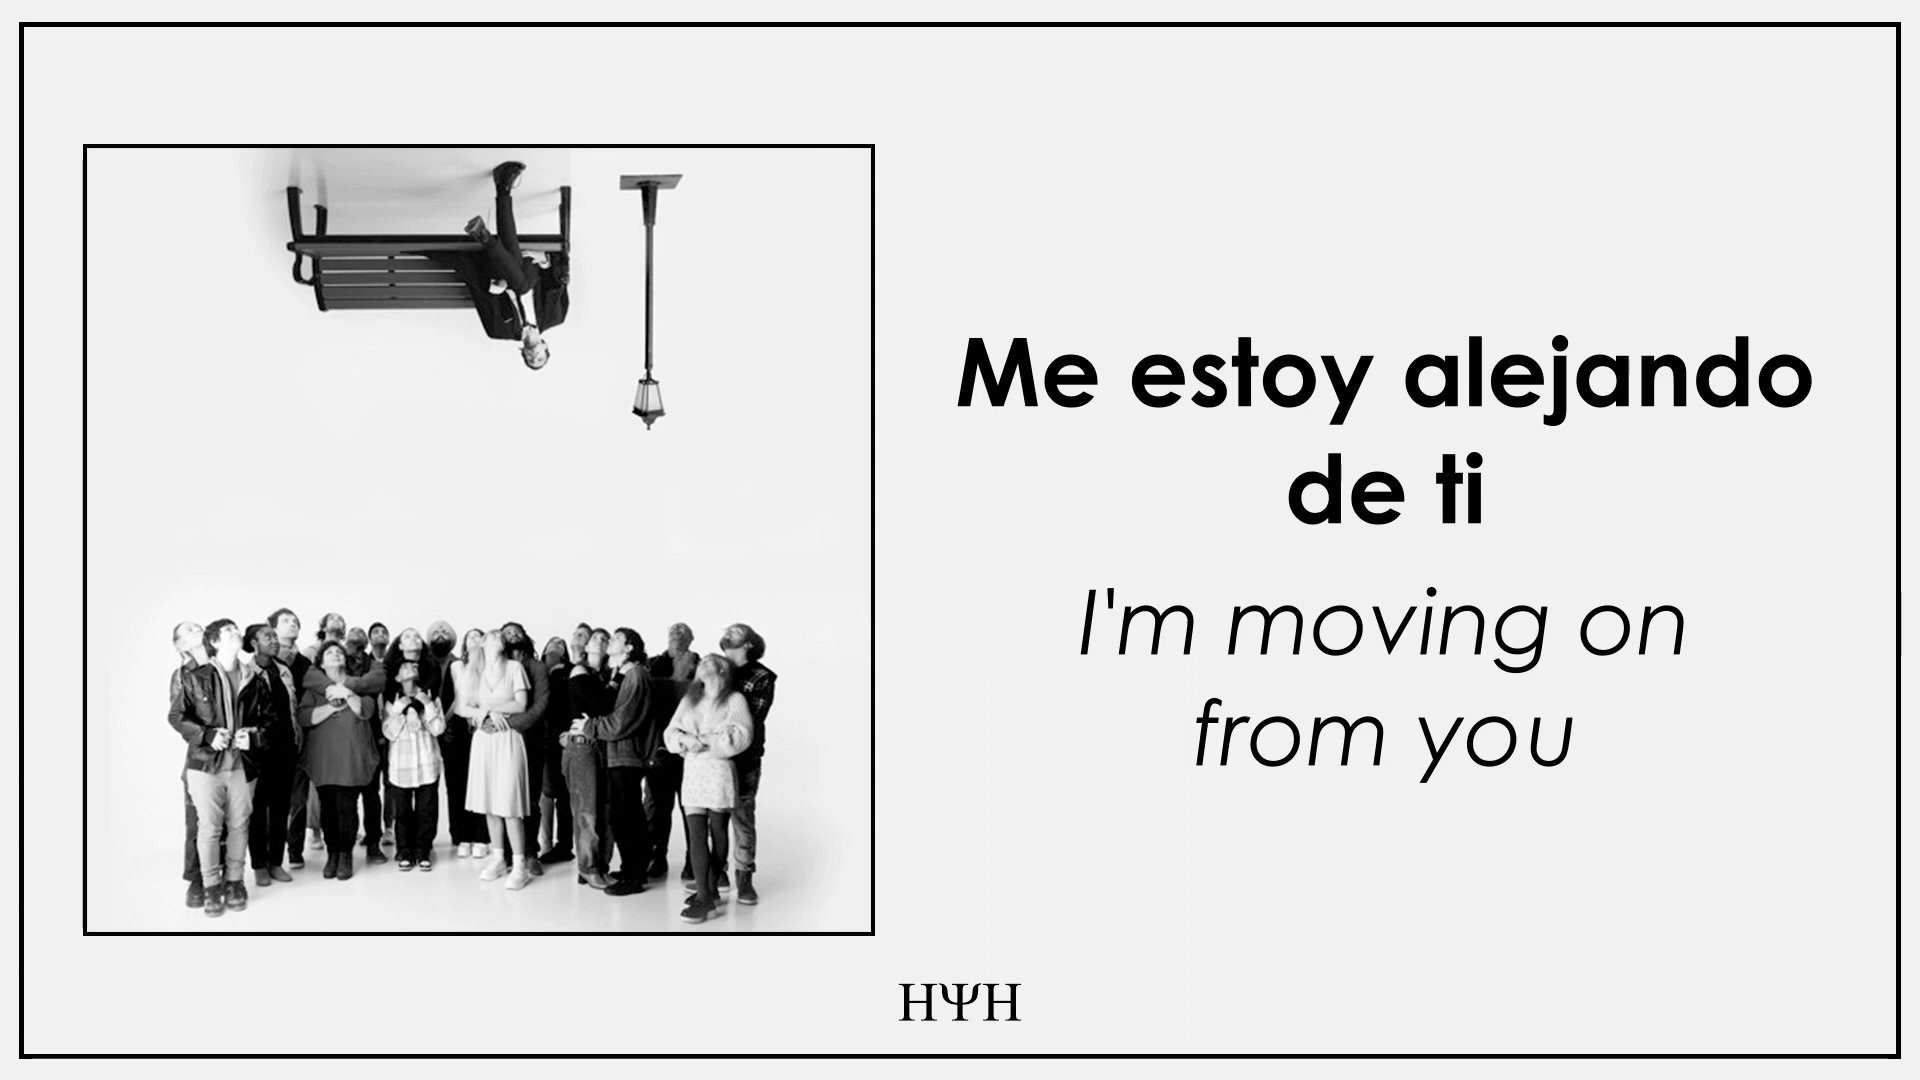 Me estoy alejando
de ti
I'm moving on
from you
ΗΨΗ